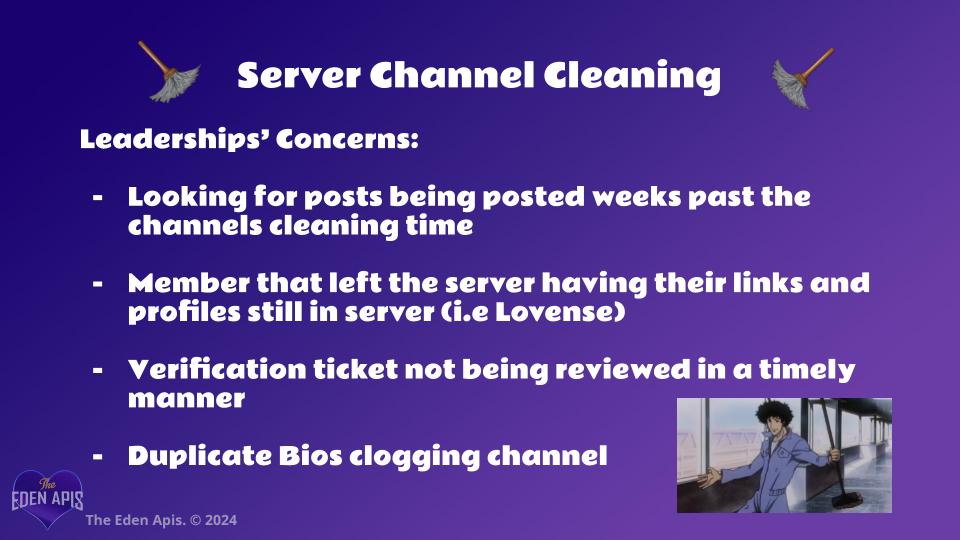 Server Channel Cleaning
Leaderships’ Concerns:
- Looking for posts being posted weeks past the
channels cleaning time
- Member that left the server having their links and
profiles still in server (i.e Lovense)
- Verification ticket not being reviewed in a timely
manner
- Duplicate Bios clogging channel
The
EDEN APIS
The Eden Apis. © 2024